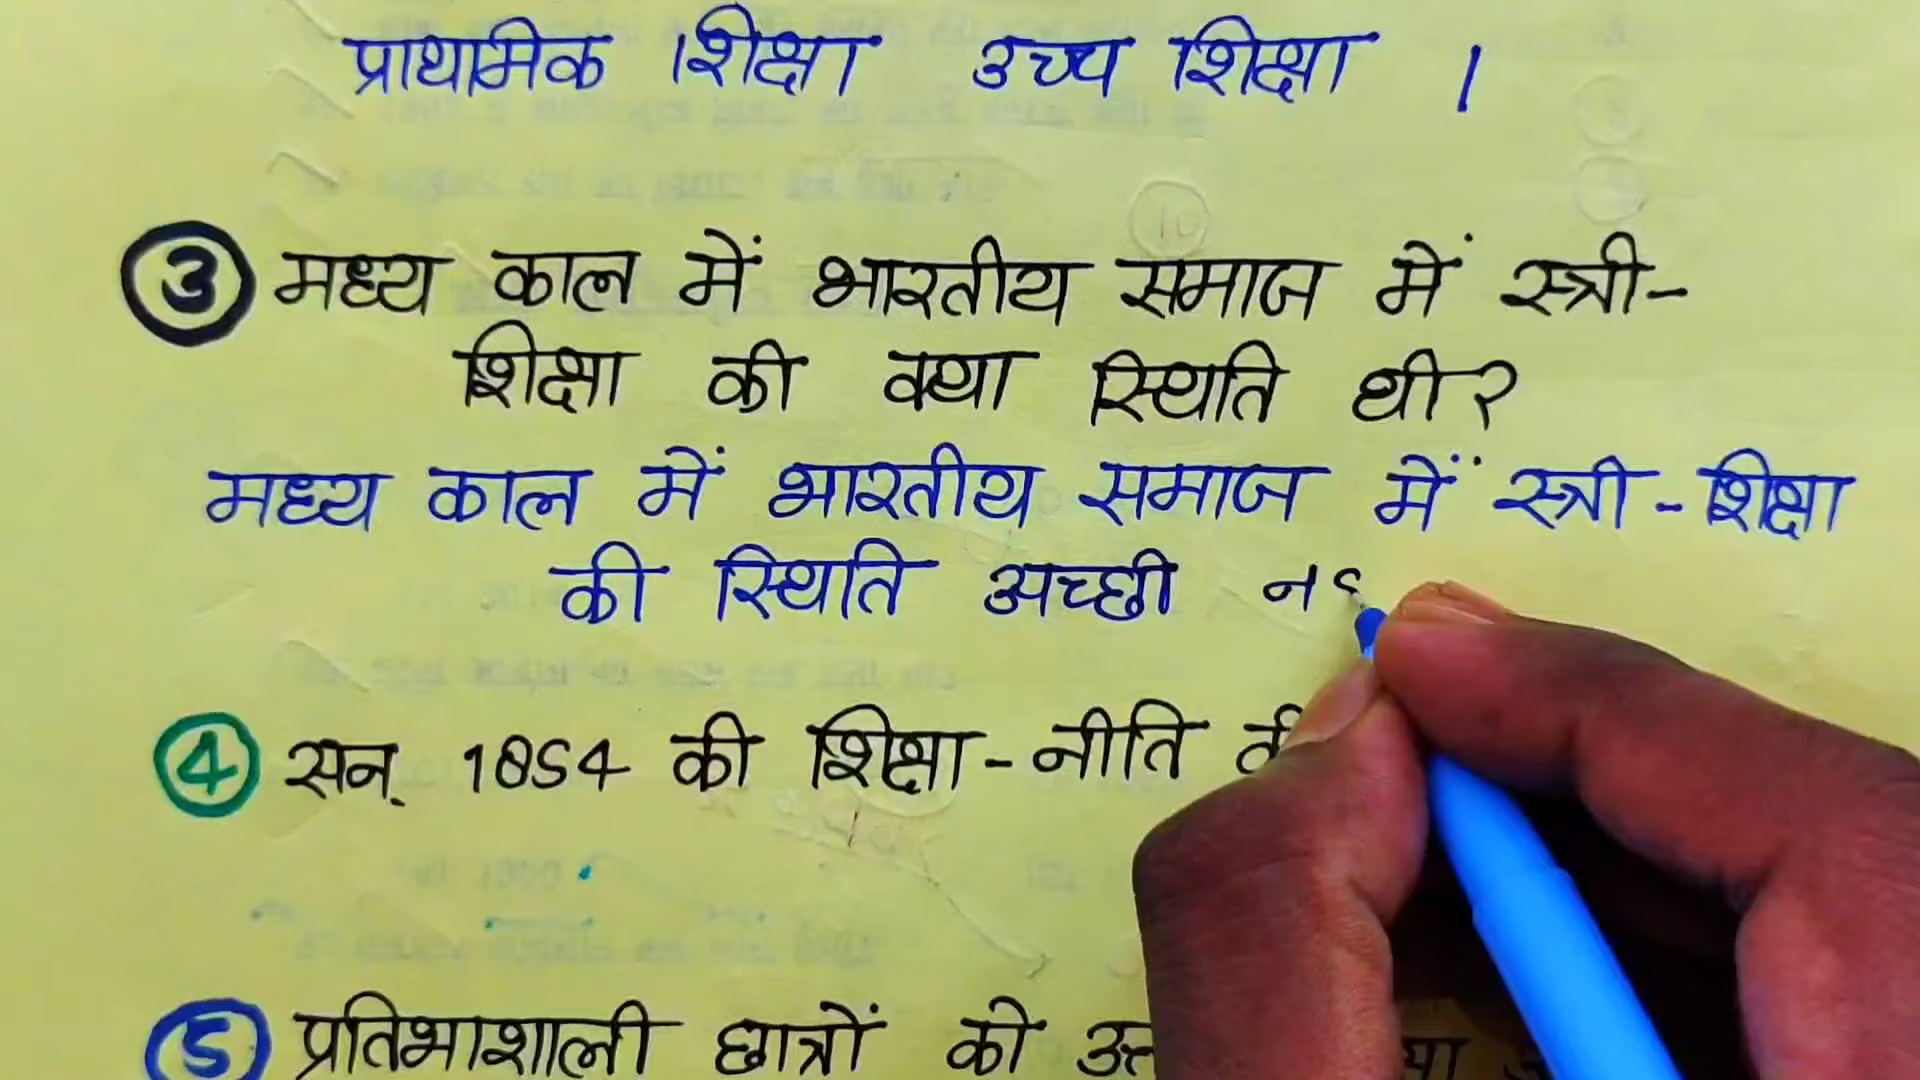 प्राथमिक शिक्षा उच्च शिक्षा ।
③ मध्य काल में भारतीय समाज में स्त्री-
शिक्षा की क्या स्थिति थी?
मध्य काल में भारतीय समाज में स्त्री-शिक्षा
की स्थिति अच्छी
④ सन् 1854 की शिक्षा-नीति
⑤ प्रतिभाशाली छात्रों को